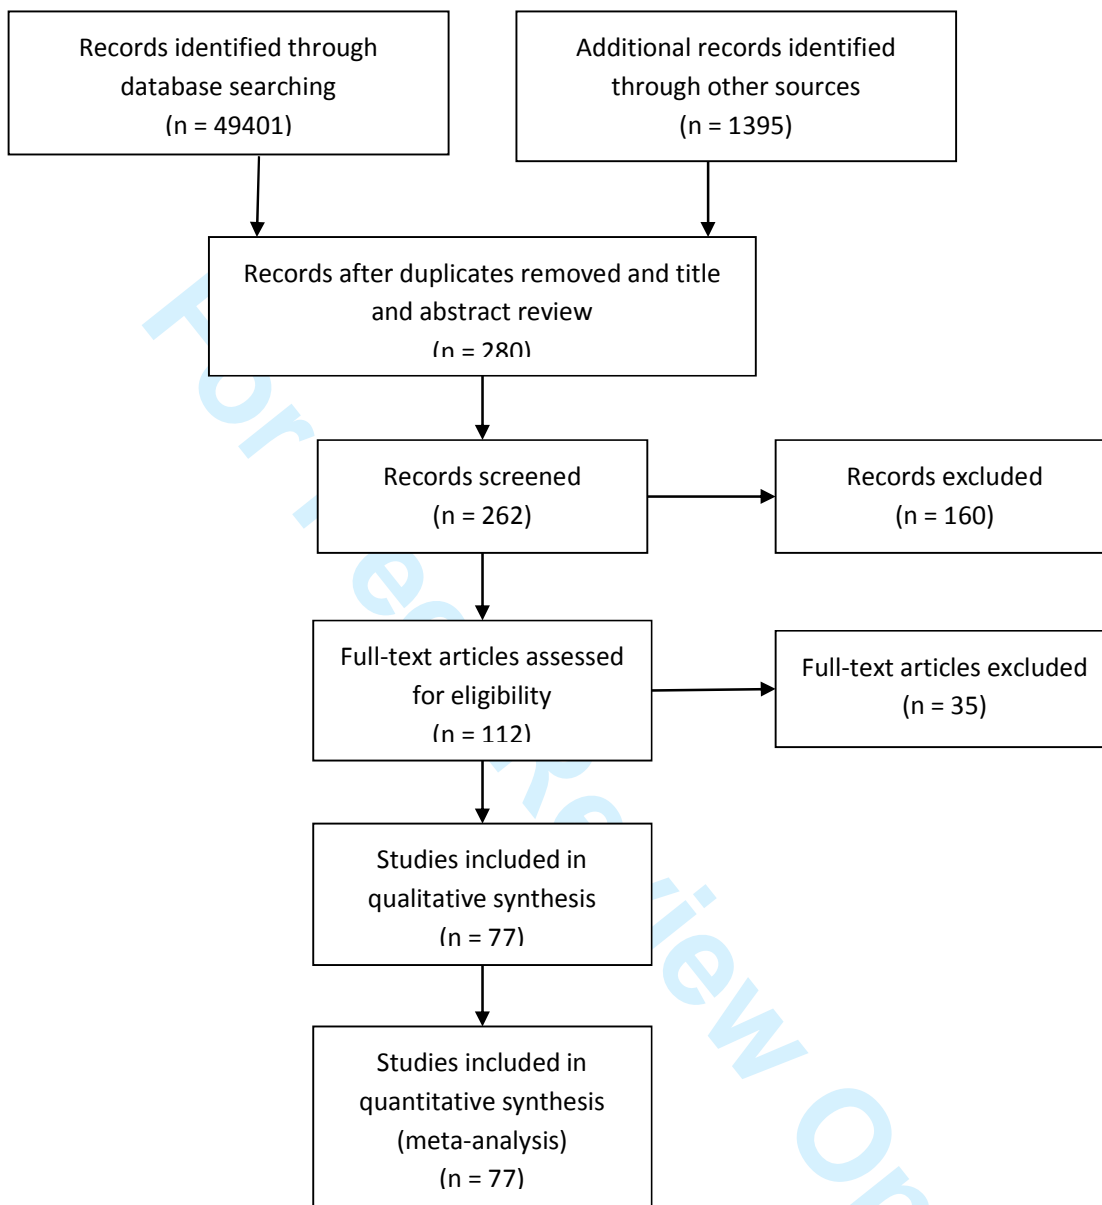 Records identified through
database searching
(n = 49401)
Additional records identified
through other sources
(n = 1395)
Records after duplicates removed and title
and abstract review
(n = 280)
Records screened
(n = 262)
Records excluded
(n = 160)
Full-text articles assessed
for eligibility
(n = 112)
Full-text articles excluded
(n = 35)
Studies included in
qualitative synthesis
(n = 77)
Studies included in
quantitative synthesis
(meta-analysis)
(n = 77)
For Review